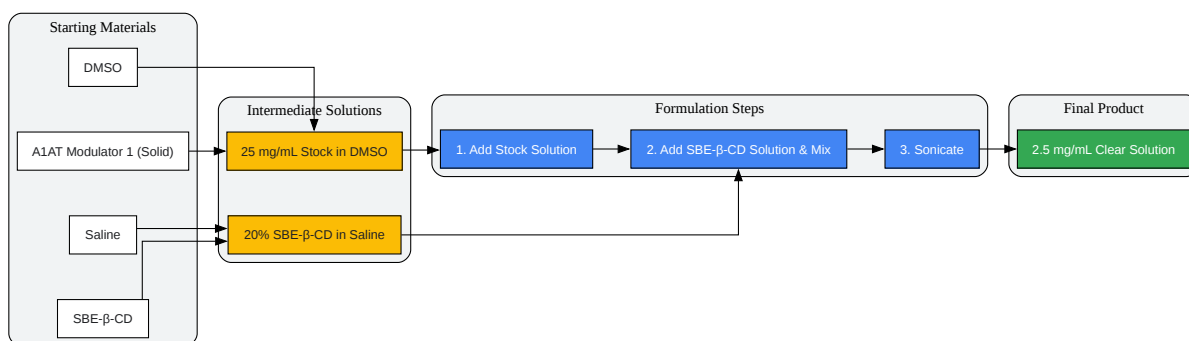 Starting Materials
DMSO
A1AT Modulator 1 (Solid)
Saline
SBE-β-CD
Intermediate Solutions
25 mg/mL Stock in DMSO
20% SBE-β-CD in Saline
Formulation Steps
1. Add Stock Solution
2. Add SBE-β-CD Solution & Mix
3. Sonicate
Final Product
2.5 mg/mL Clear Solution